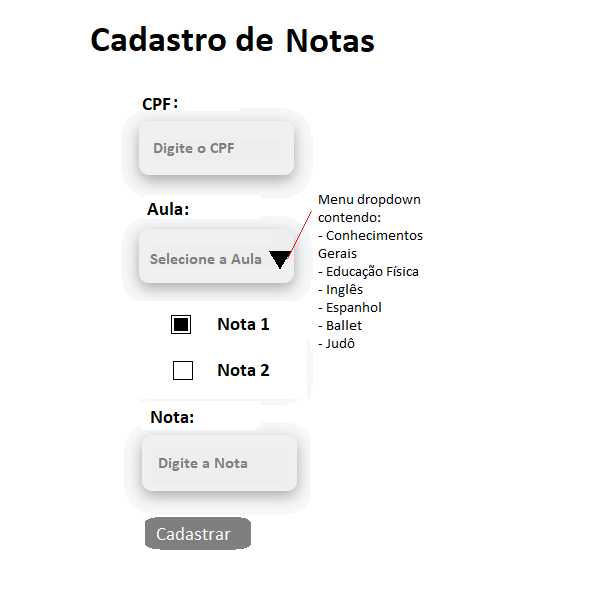 Cadastro de Notas
CPF:
Digite o CPF
Aula:
Selecione a Aula
Menu dropdown
contendo:
- Conhecimentos
Gerais
- Educação Física
- Inglês
- Espanhol
- Ballet
- Judô
Nota 1
Nota 2
Nota:
Digite a Nota
Cadastrar